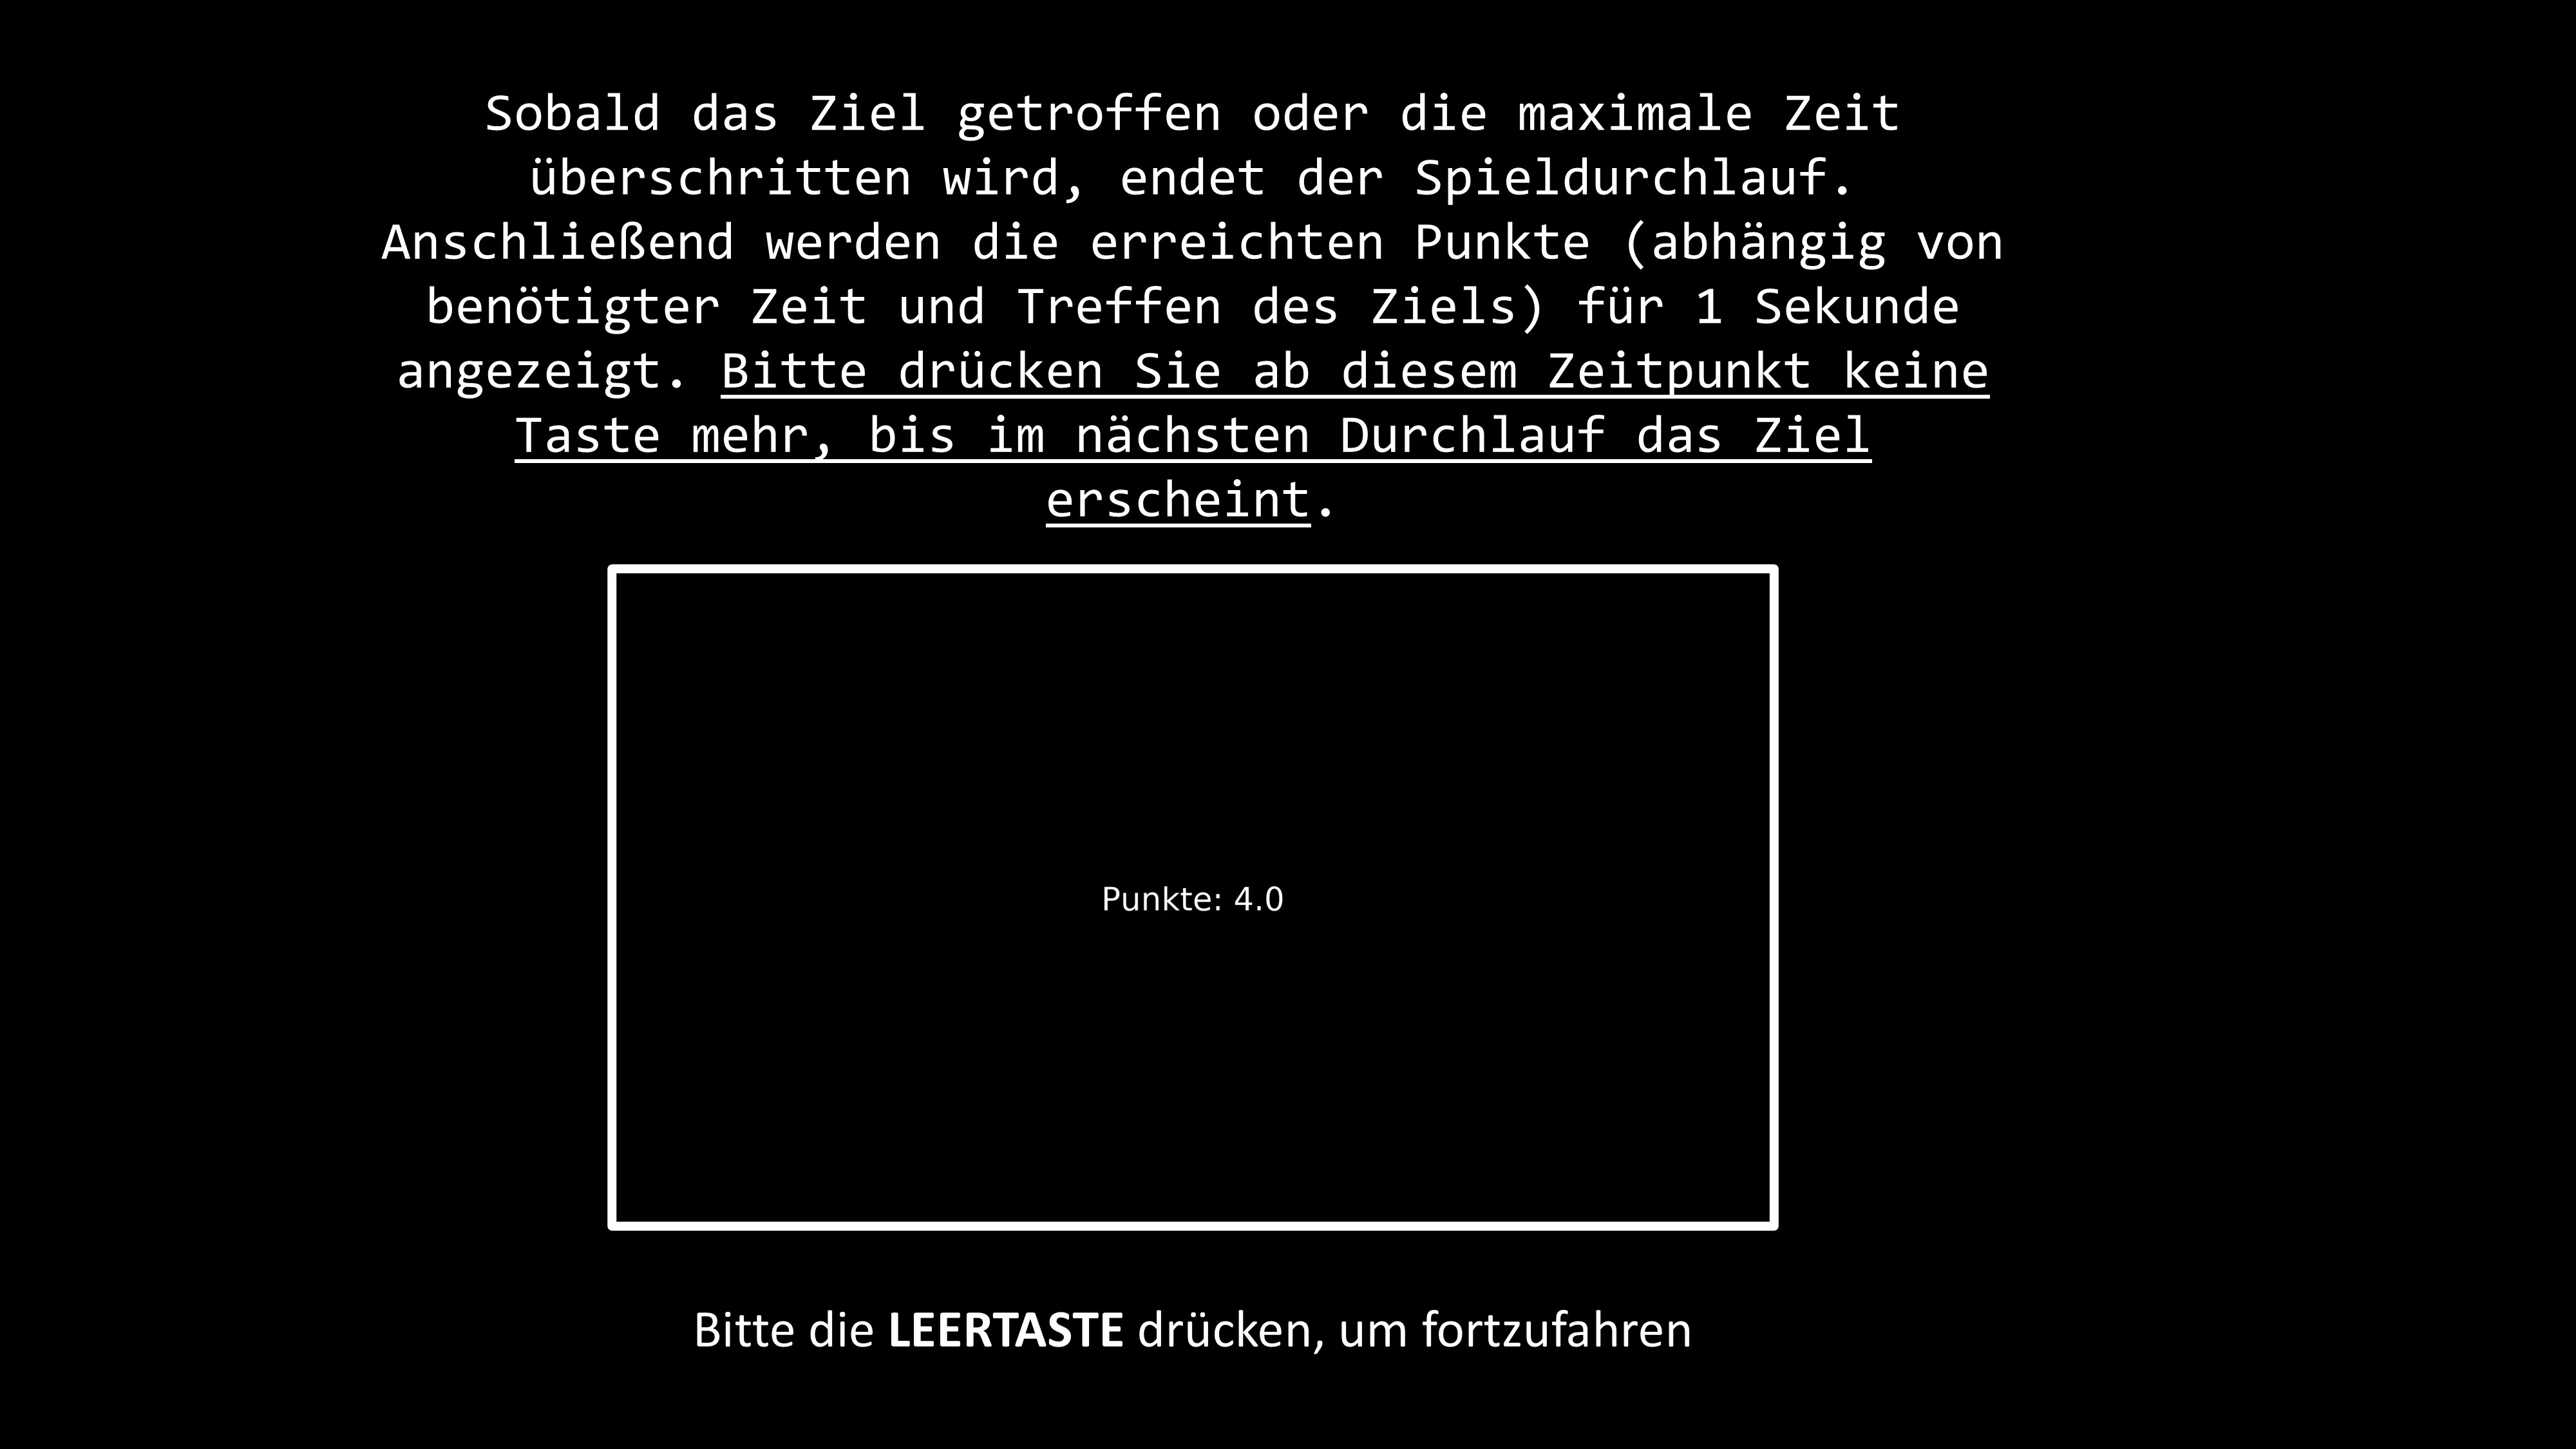 Sobald das Ziel getroffen oder die maximale Zeit
überschritten wird, endet der Spieldurchlauf.
Anschließend werden die erreichten Punkte (abhängig von
benötigter Zeit und Treffen des Ziels) für 1 Sekunde
angezeigt. Bitte drücken Sie ab diesem Zeitpunkt keine
Taste mehr, bis im nächsten Durchlauf das Ziel
erscheint.
Punkte: 4.0
Bitte die LEERTASTE drücken, um fortzufahren